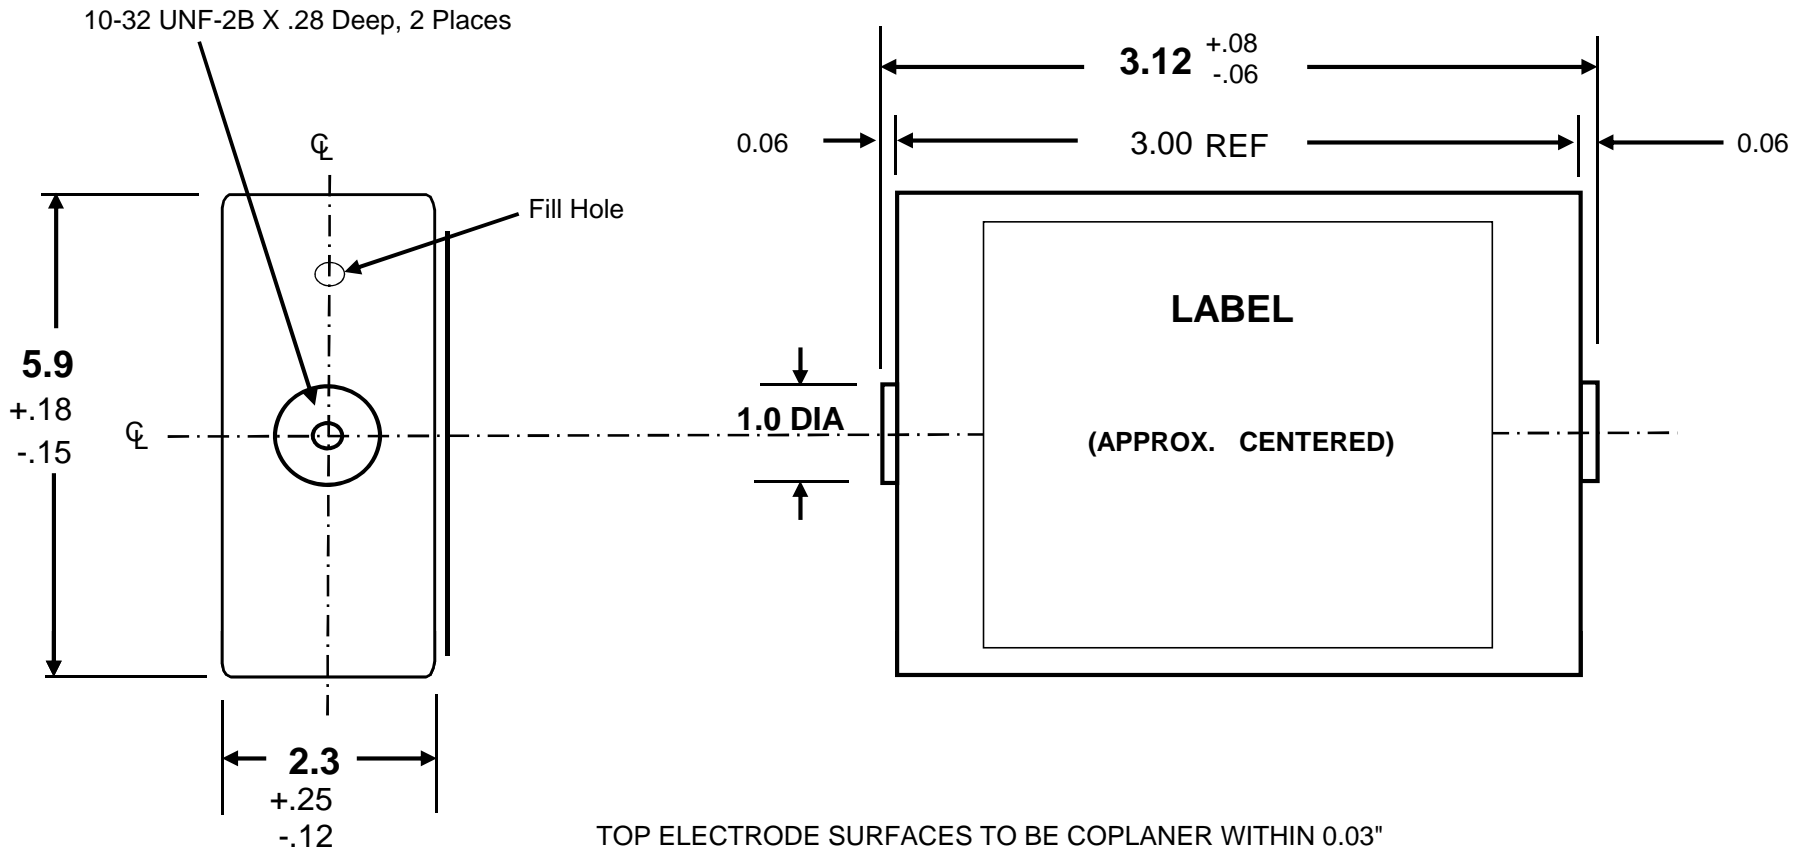 10-32 UNF-2B X .28 Deep, 2 Places
3.12 +.08
-.06
0.06
3.00 REF
0.06
℄
Fill Hole
LABEL
5.9
+.18
-.15
℄
1.0 DIA
(APPROX. CENTERED)
2.3
+.25
-.12
TOP ELECTRODE SURFACES TO BE COPLANER WITHIN 0.03"